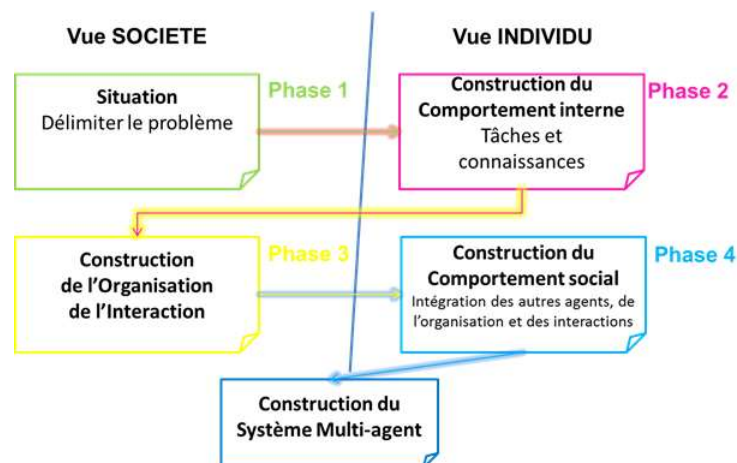 Vue SOCIETE
Vue INDIVIDU
Situation
Délimiter le problème
Phase 1
Construction du
Comportement interne
Tâches et
connaissances
Phase 2
Construction
de l'Organisation
de l'Interaction
Phase 3
Construction du
Comportement social
Intégration des autres agents, de
l'organisation et des interactions
Phase 4
Construction du
Système Multi-agent